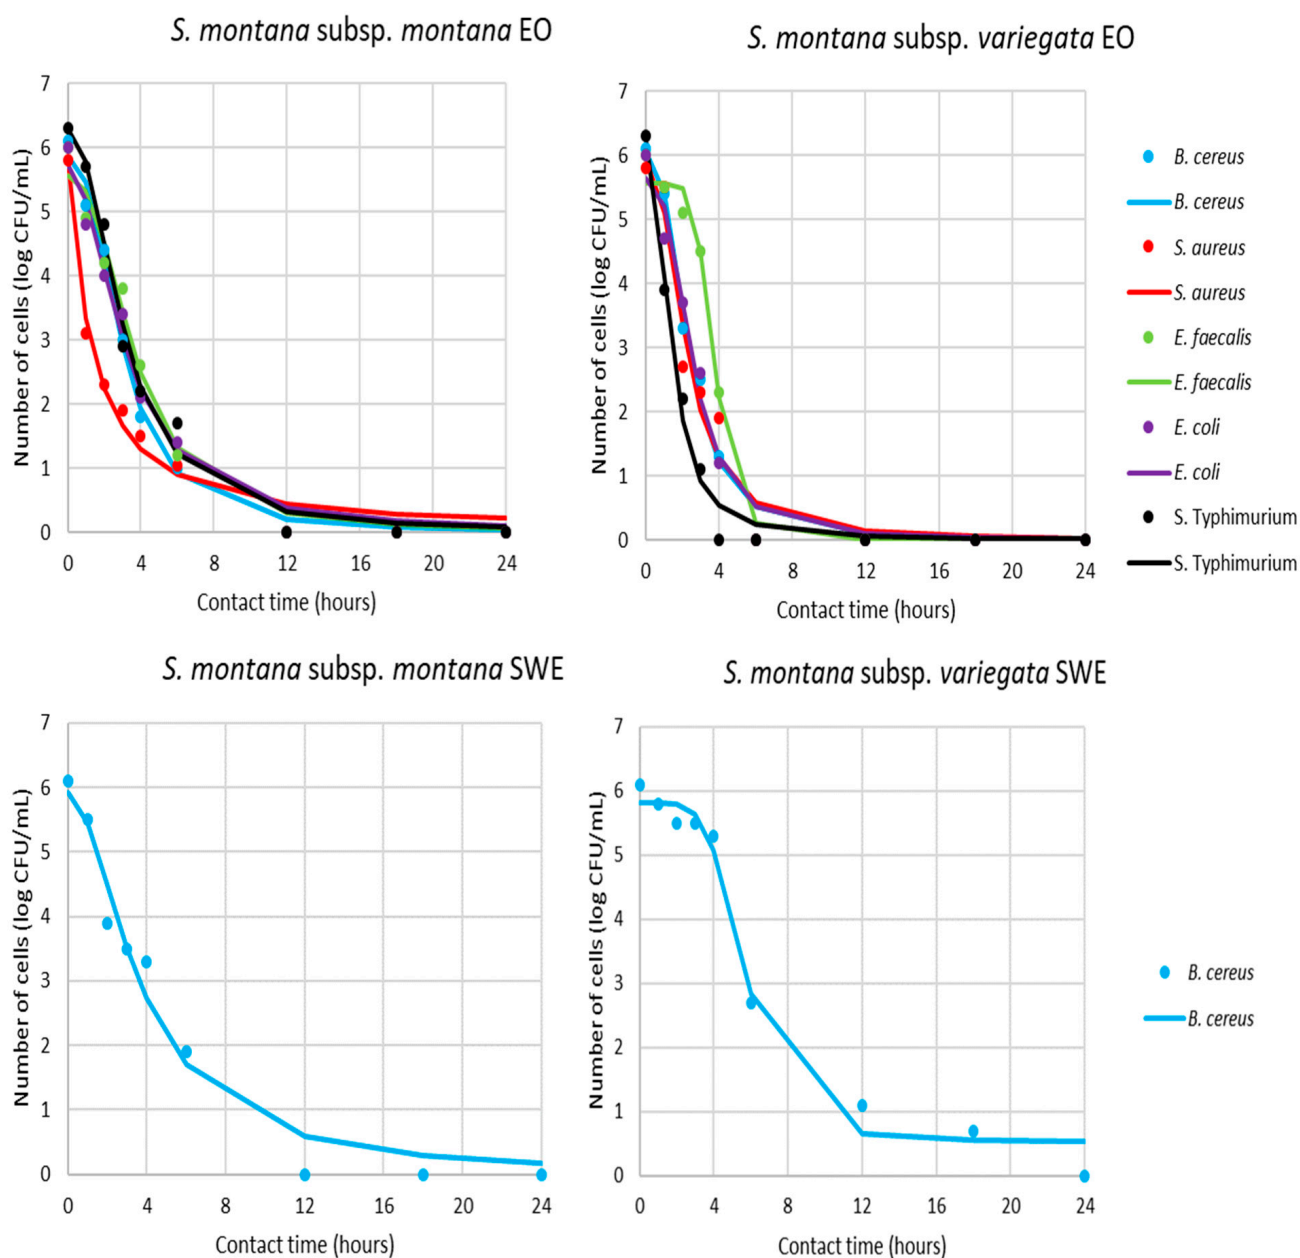 S. montana subsp. montana EO
S. montana subsp. variegata EO
Number of cells (log CFU/mL)
7
6
5
4
3
2
1
0
0 4 8 12 16 20 24
Contact time (hours)
Number of cells (log CFU/mL)
7
6
5
4
3
2
1
0
0 4 8 12 16 20 24
Contact time (hours)
B. cereus
B. cereus
S. aureus
S. aureus
E. faecalis
E. faecalis
E. coli
E. coli
S. Typhimurium
S. Typhimurium
S. montana subsp. montana SWE
S. montana subsp. variegata SWE
Number of cells (log CFU/mL)
7
6
5
4
3
2
1
0
0 4 8 12 16 20 24
Contact time (hours)
Number of cells (log CFU/mL)
7
6
5
4
3
2
1
0
0 4 8 12 16 20 24
Contact time (hours)
B. cereus
B. cereus